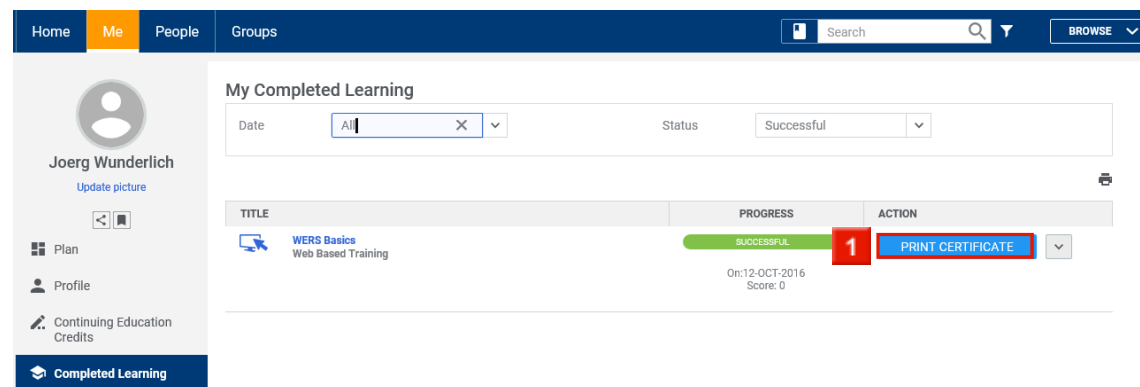 Home Me People Groups Search BROWSE
My Completed Learning
Date All Status Successful
Joerg Wunderlich
Update picture
TITLE PROGRESS ACTION
WERS Basics SUCCESSFUL 1 PRINT CERTIFICATE
Web Based Training
On:12-OCT-2016
Score: 0
Plan
Profile
Continuing Education
Credits
Completed Learning